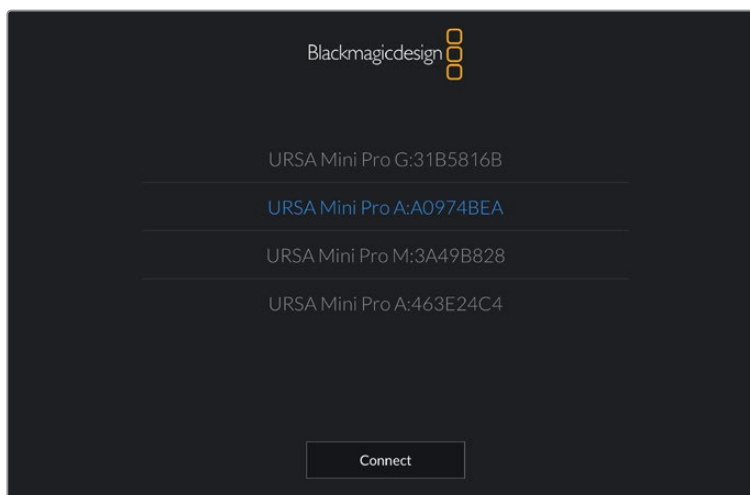 Blackmagicdesign
URSA Mini Pro G:31B5816B
URSA Mini Pro A:A0974BEA
URSA Mini Pro M:3A49B828
URSA Mini Pro A:463E24C4
Connect